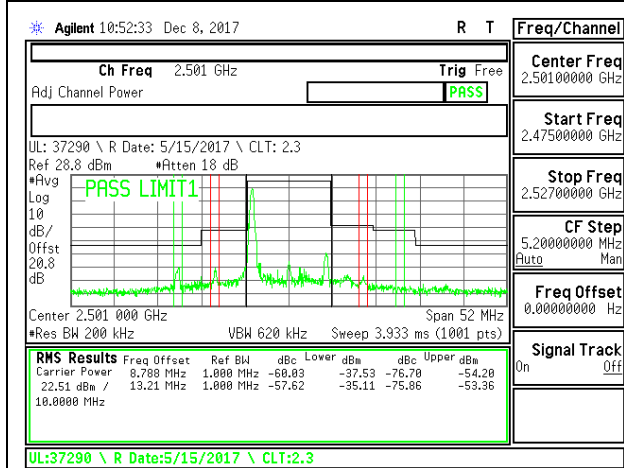 Agilent 10:52:33 Dec 8, 2017 R T
Freq/Channel
Ch Freq 2.501 GHz Trig Free
Adj Channel Power PASS
UL: 37290 \ R Date: 5/15/2017 \ CLT: 2.3
Ref 28.8 dBm #Atten 18 dB
#Avg
Log
10
dB/
Offst
20.8
dB
PASS LIMIT1
Center 2.501 000 GHz Span 52 MHz
#Res BW 200 kHz VBW 620 kHz Sweep 3.933 ms (1001 pts)
RMS Results Freq Offset Ref BW dBc Lower dBm dBc Upper dBm
Carrier Power 8.788 MHz 1.000 MHz -60.03 -37.53 -76.70 -54.20
22.51 dBm / 13.21 MHz 1.000 MHz -57.62 -35.11 -75.86 -53.36
10.0000 MHz
UL:37290 \ R Date:5/15/2017 \ CLT:2.3
Center Freq
2.50100000 GHz
Start Freq
2.47500000 GHz
Stop Freq
2.52700000 GHz
CF Step
5.20000000 MHz
Auto Man
Freq Offset
0.00000000 Hz
Signal Track
On Off